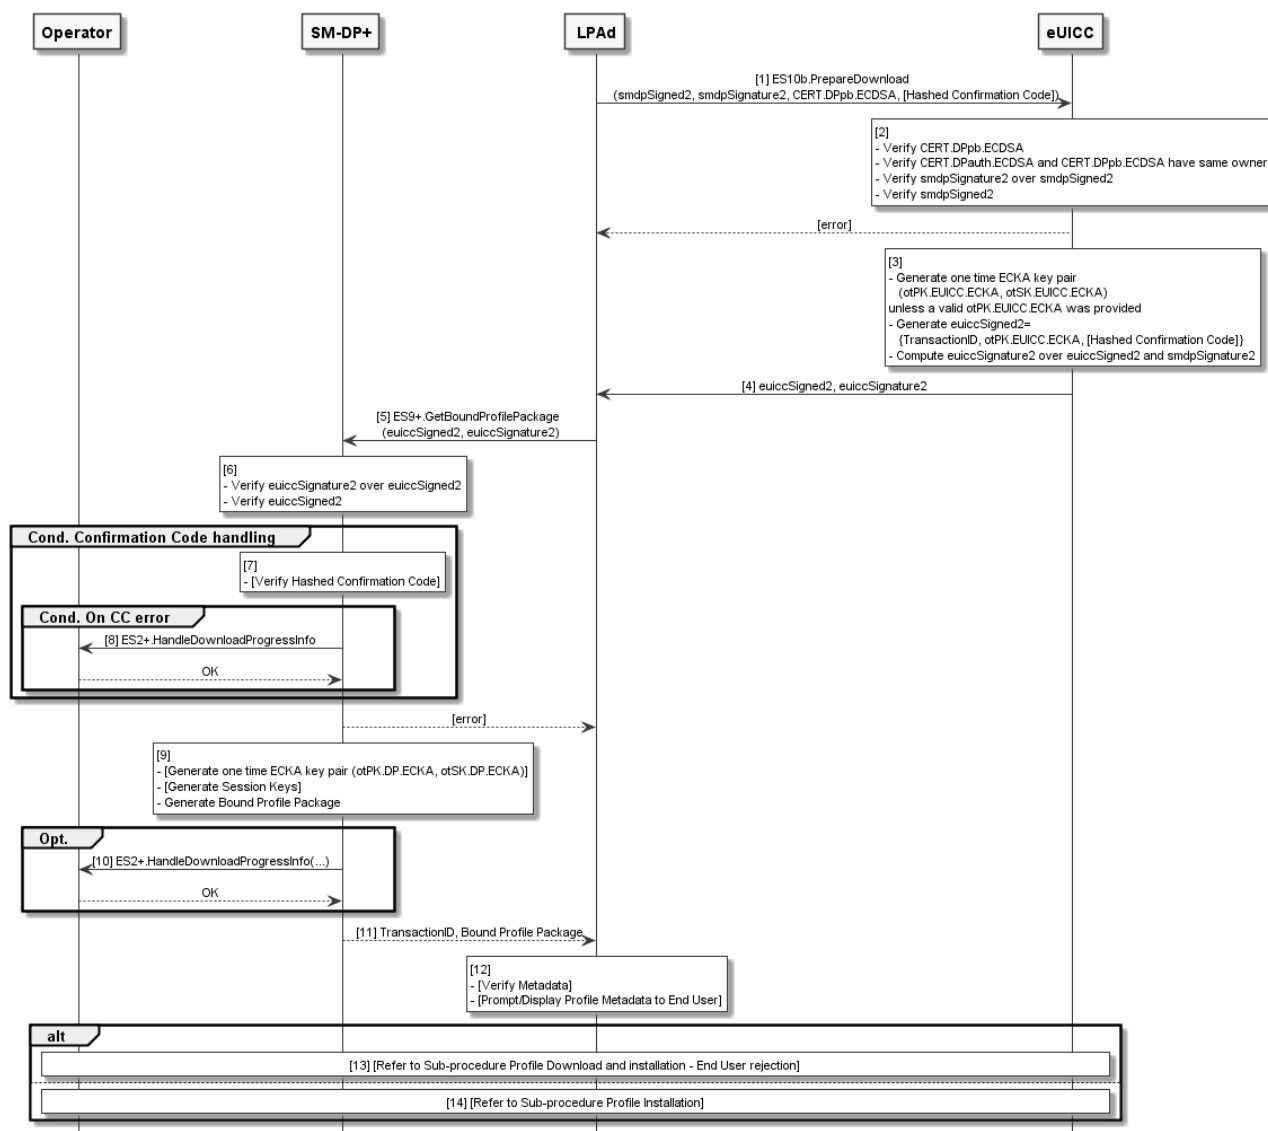 Operator
SM-DP+
LPAd
eUICC
[1] ES10b.PrepareDownload
(smdpSigned2, smdpSignature2, CERT.DPpb.ECDSA, [Hashed Confirmation Code])
[2]
- Verify CERT.DPpb.ECDSA
- Verify CERT.DPauth.ECDSA and CERT.DPpb.ECDSA have same owner
- Verify smdpSignature2 over smdpSigned2
- Verify smdpSigned2
[error]
[3]
- Generate one time ECKA key pair
(otPK.EUICC.ECKA, otSK.EUICC.ECKA)
unless a valid otPK.EUICC.ECKA was provided
- Generate euiccSigned2=
{TransactionID, otPK.EUICC.ECKA, [Hashed Confirmation Code]}
- Compute euiccSignature2 over euiccSigned2 and smdpSignature2
[4] euiccSigned2, euiccSignature2
[5] ES9+.GetBoundProfilePackage
(euiccSigned2, euiccSignature2)
[6]
- Verify euiccSignature2 over euiccSigned2
- Verify euiccSigned2
Cond. Confirmation Code handling
[7]
- [Verify Hashed Confirmation Code]
Cond. On CC error
[8] ES2+.HandleDownloadProgressInfo
OK
[error]
[9]
- [Generate one time ECKA key pair (otPK.DP.ECKA, otSK.DP.ECKA)]
- [Generate Session Keys]
- Generate Bound Profile Package
Opt.
[10] ES2+.HandleDownloadProgressInfo(...)
OK
[11] TransactionID, Bound Profile Package
[12]
- [Verify Metadata]
- [Prompt/Display Profile Metadata to End User]
alt
[13] [Refer to Sub-procedure Profile Download and installation - End User rejection]
[14] [Refer to Sub-procedure Profile Installation]